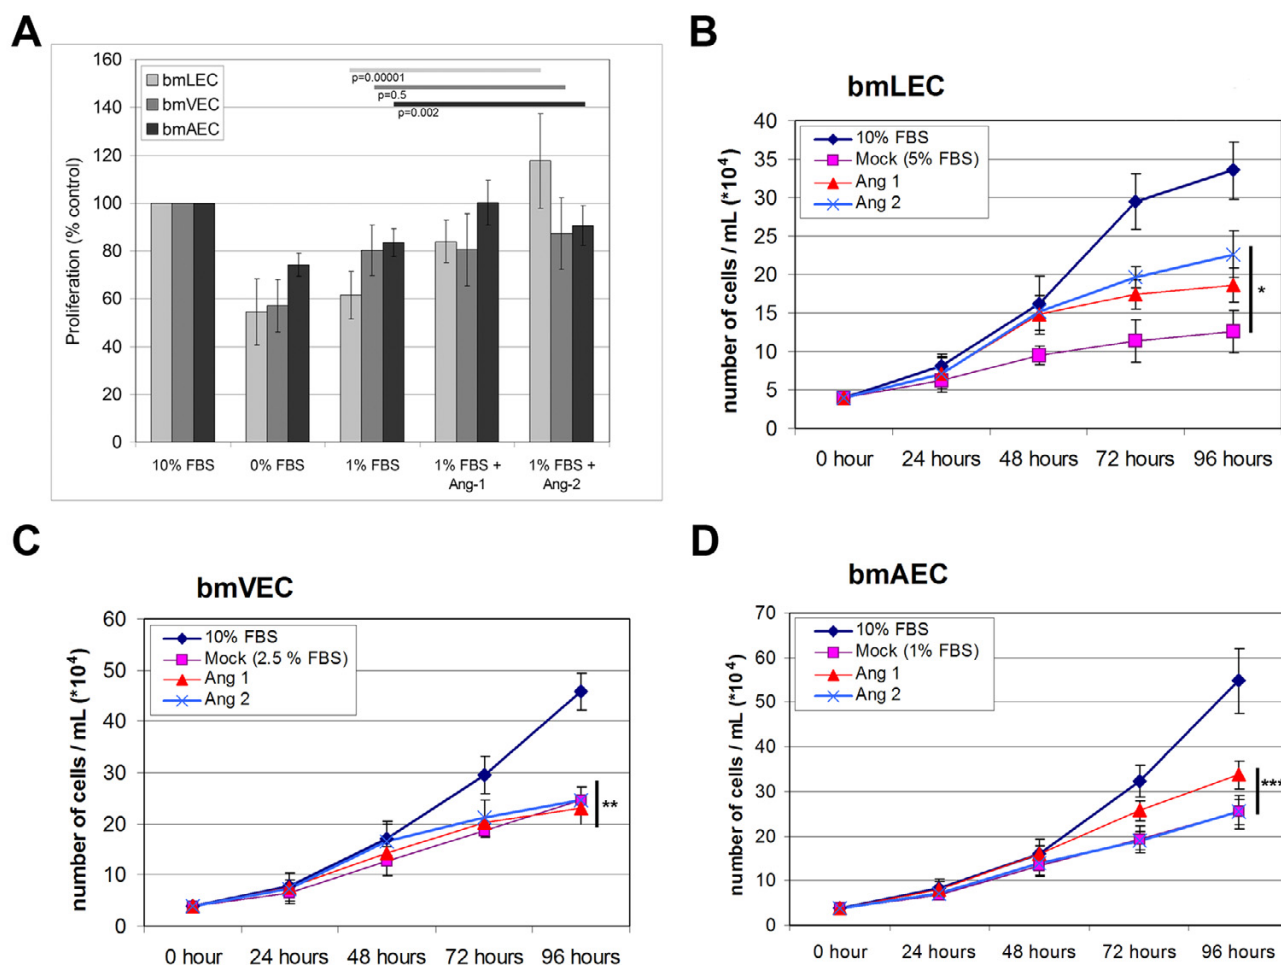 A
160
140
120
100
80
60
40
20
0
Proliferation (% control)
bmLEC
bmVEC
bmAEC
p=0.00001
p=0.5
p=0.002
10% FBS
0% FBS
1% FBS
1% FBS +
Ang-1
1% FBS +
Ang-2
B
bmLEC
40
35
30
25
20
15
10
5
0
number of cells / mL (*10⁴)
10% FBS
Mock (5% FBS)
Ang 1
Ang 2
*
0 hour
24 hours
48 hours
72 hours
96 hours
C
bmVEC
60
50
40
30
20
10
0
number of cells / mL (*10⁴)
10% FBS
Mock (2.5 % FBS)
Ang 1
Ang 2
**
0 hour
24 hours
48 hours
72 hours
96 hours
D
bmAEC
70
60
50
40
30
20
10
0
number of cells / mL (*10⁴)
10% FBS
Mock (1% FBS)
Ang 1
Ang 2
***
0 hour
24 hours
48 hours
72 hours
96 hours